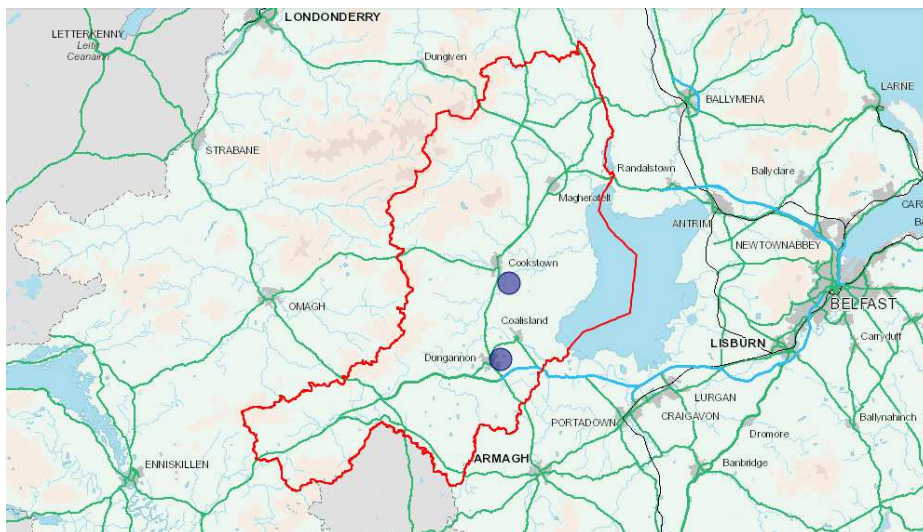 LONDONDERRY
LETTERKENNY
Leitir
Ceanainn
Dungiven
STRABANE
BALLYMENA
LARNE
Randalstown
Ballyclare
Magherafelt
ANTRIM
CAR
NEWTOWNABBEY
Cookstown
OMAGH
BELFAST
Coalisland
LISBURN
Carryduff
Dungannon
LURGAN
PORTADOWN
CRAIGAVON
Ballynahinch
Dromore
ARMAGH
Banbridge
ENNISKILLEN